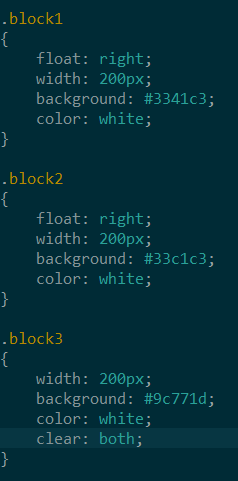 .block1
{
    float: right;
    width: 200px;
    background: #3341c3;
    color: white;
}

.block2
{
    float: right;
    width: 200px;
    background: #33c1c3;
    color: white;
}

.block3
{
    width: 200px;
    background: #9c771d;
    color: white;
    clear: both;
}